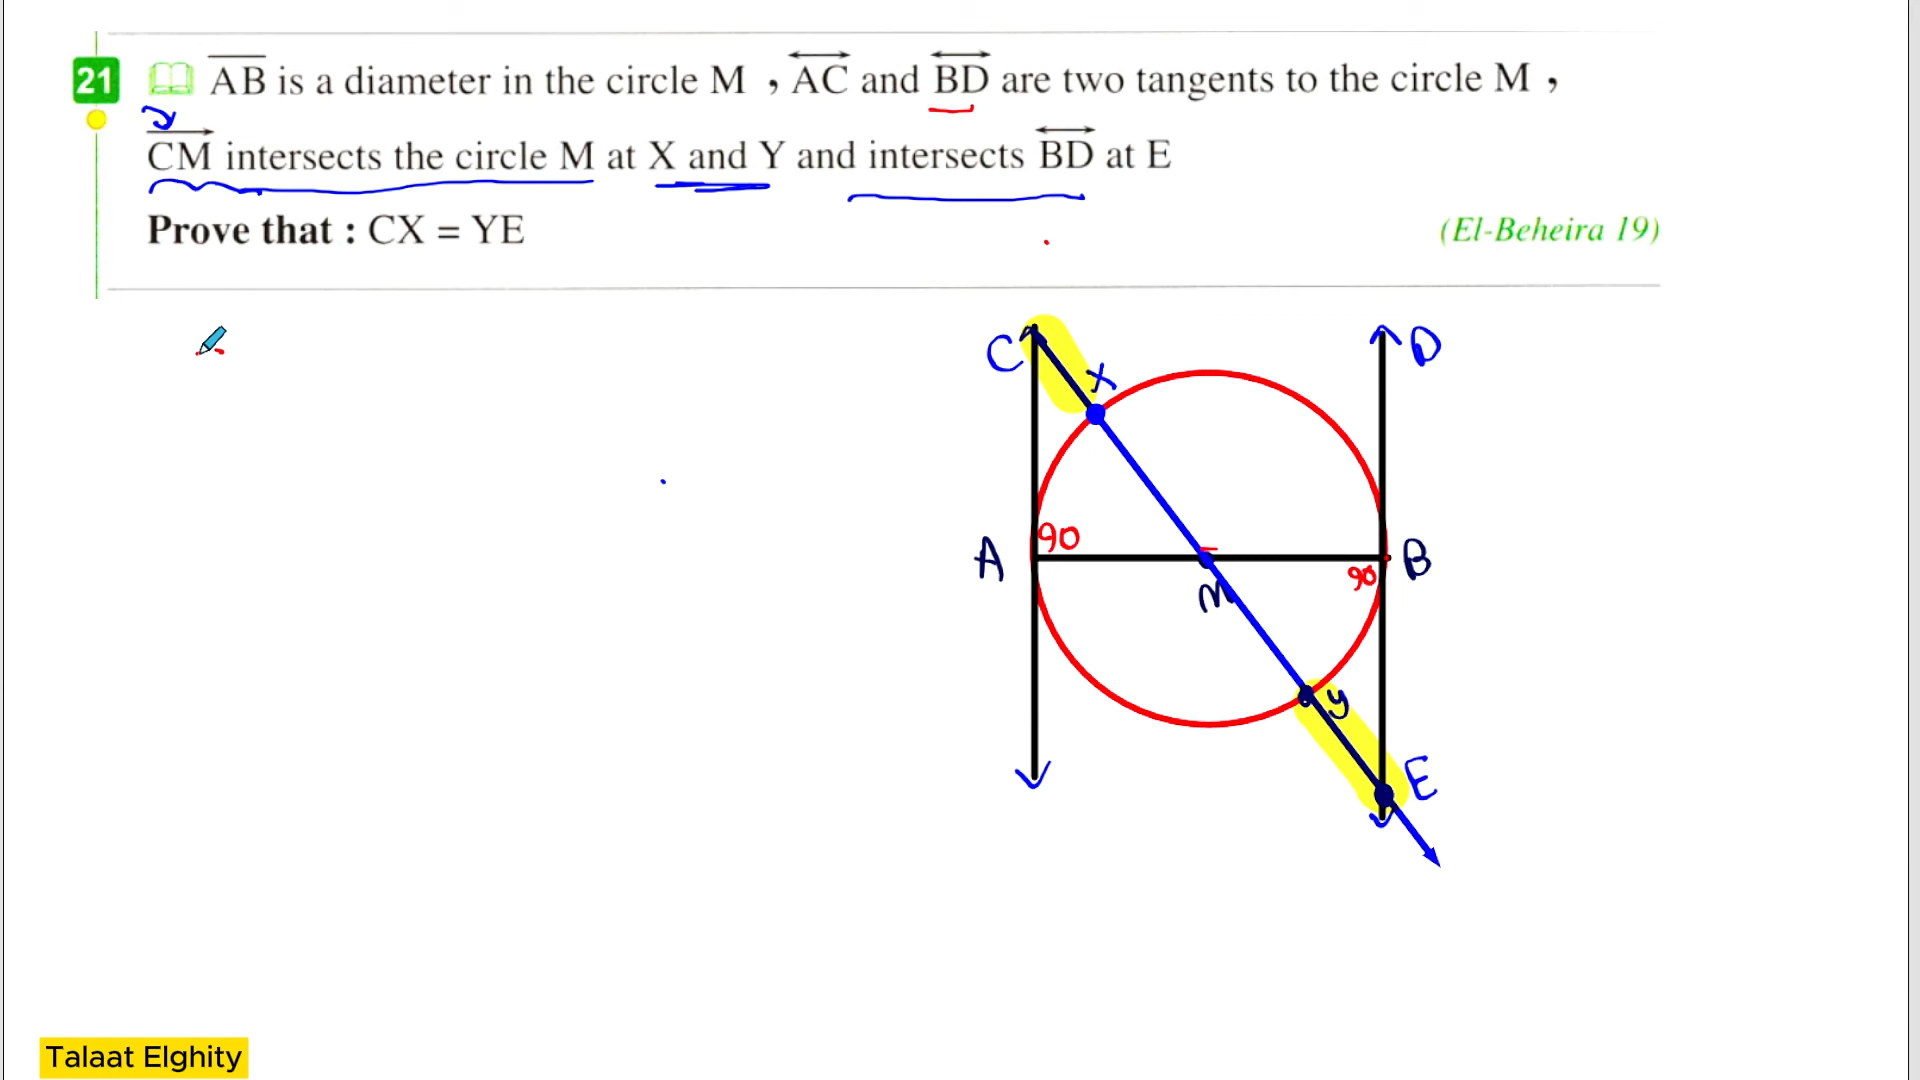 21 AB is a diameter in the circle M , AC and BD are two tangents to the circle M ,
CM intersects the circle M at X and Y and intersects BD at E
Prove that : CX = YE (El-Beheira 19)
C X D
A 90 M 90 B
y
E
Talaat Elghity